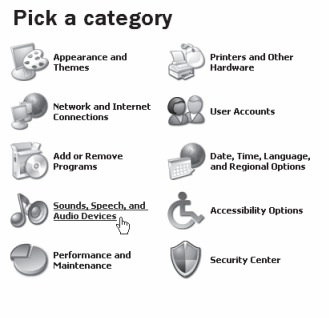 Pick a category
Appearance and
Themes
Printers and Other
Hardware
Network and Internet
Connections
User Accounts
Add or Remove
Programs
Date, Time, Language,
and Regional Options
Sounds, Speech, and
Audio Devices
Accessibility Options
Performance and
Maintenance
Security Center